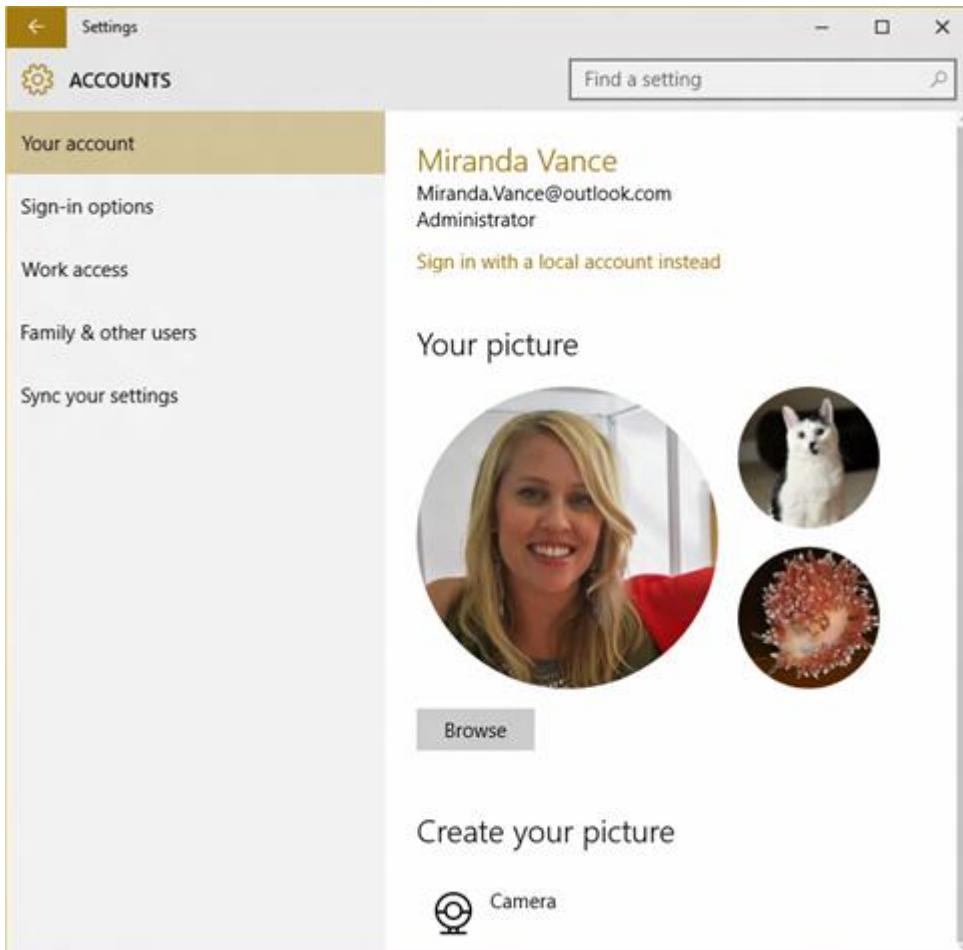 Settings
ACCOUNTS
Find a setting
Your account
Sign-in options
Work access
Family & other users
Sync your settings
Miranda Vance
Miranda.Vance@outlook.com
Administrator
Sign in with a local account instead
Your picture
Browse
Create your picture
Camera